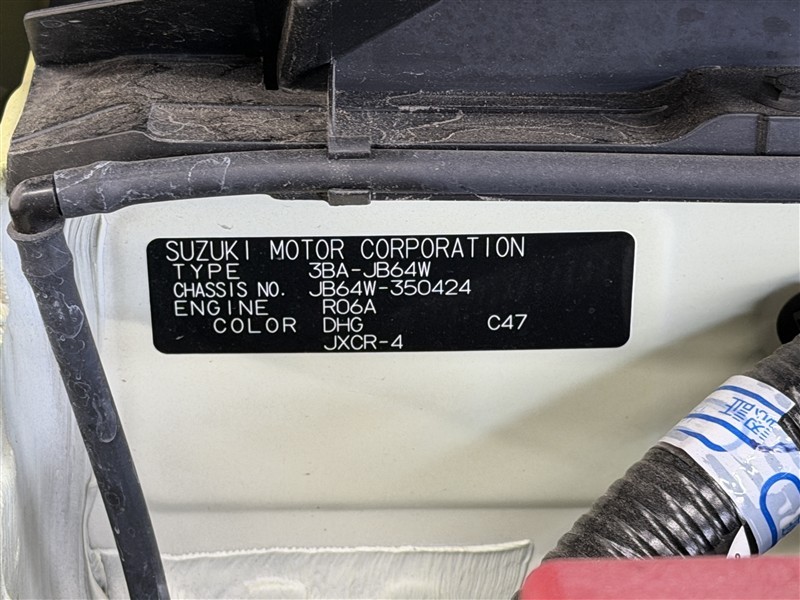 SUZUKI MOTOR CORPORATION
TYPE 3BA-JB64W
CHASSIS NO. JB64W-350424
ENGINE R06A
COLOR DHG C47
JXCR-4